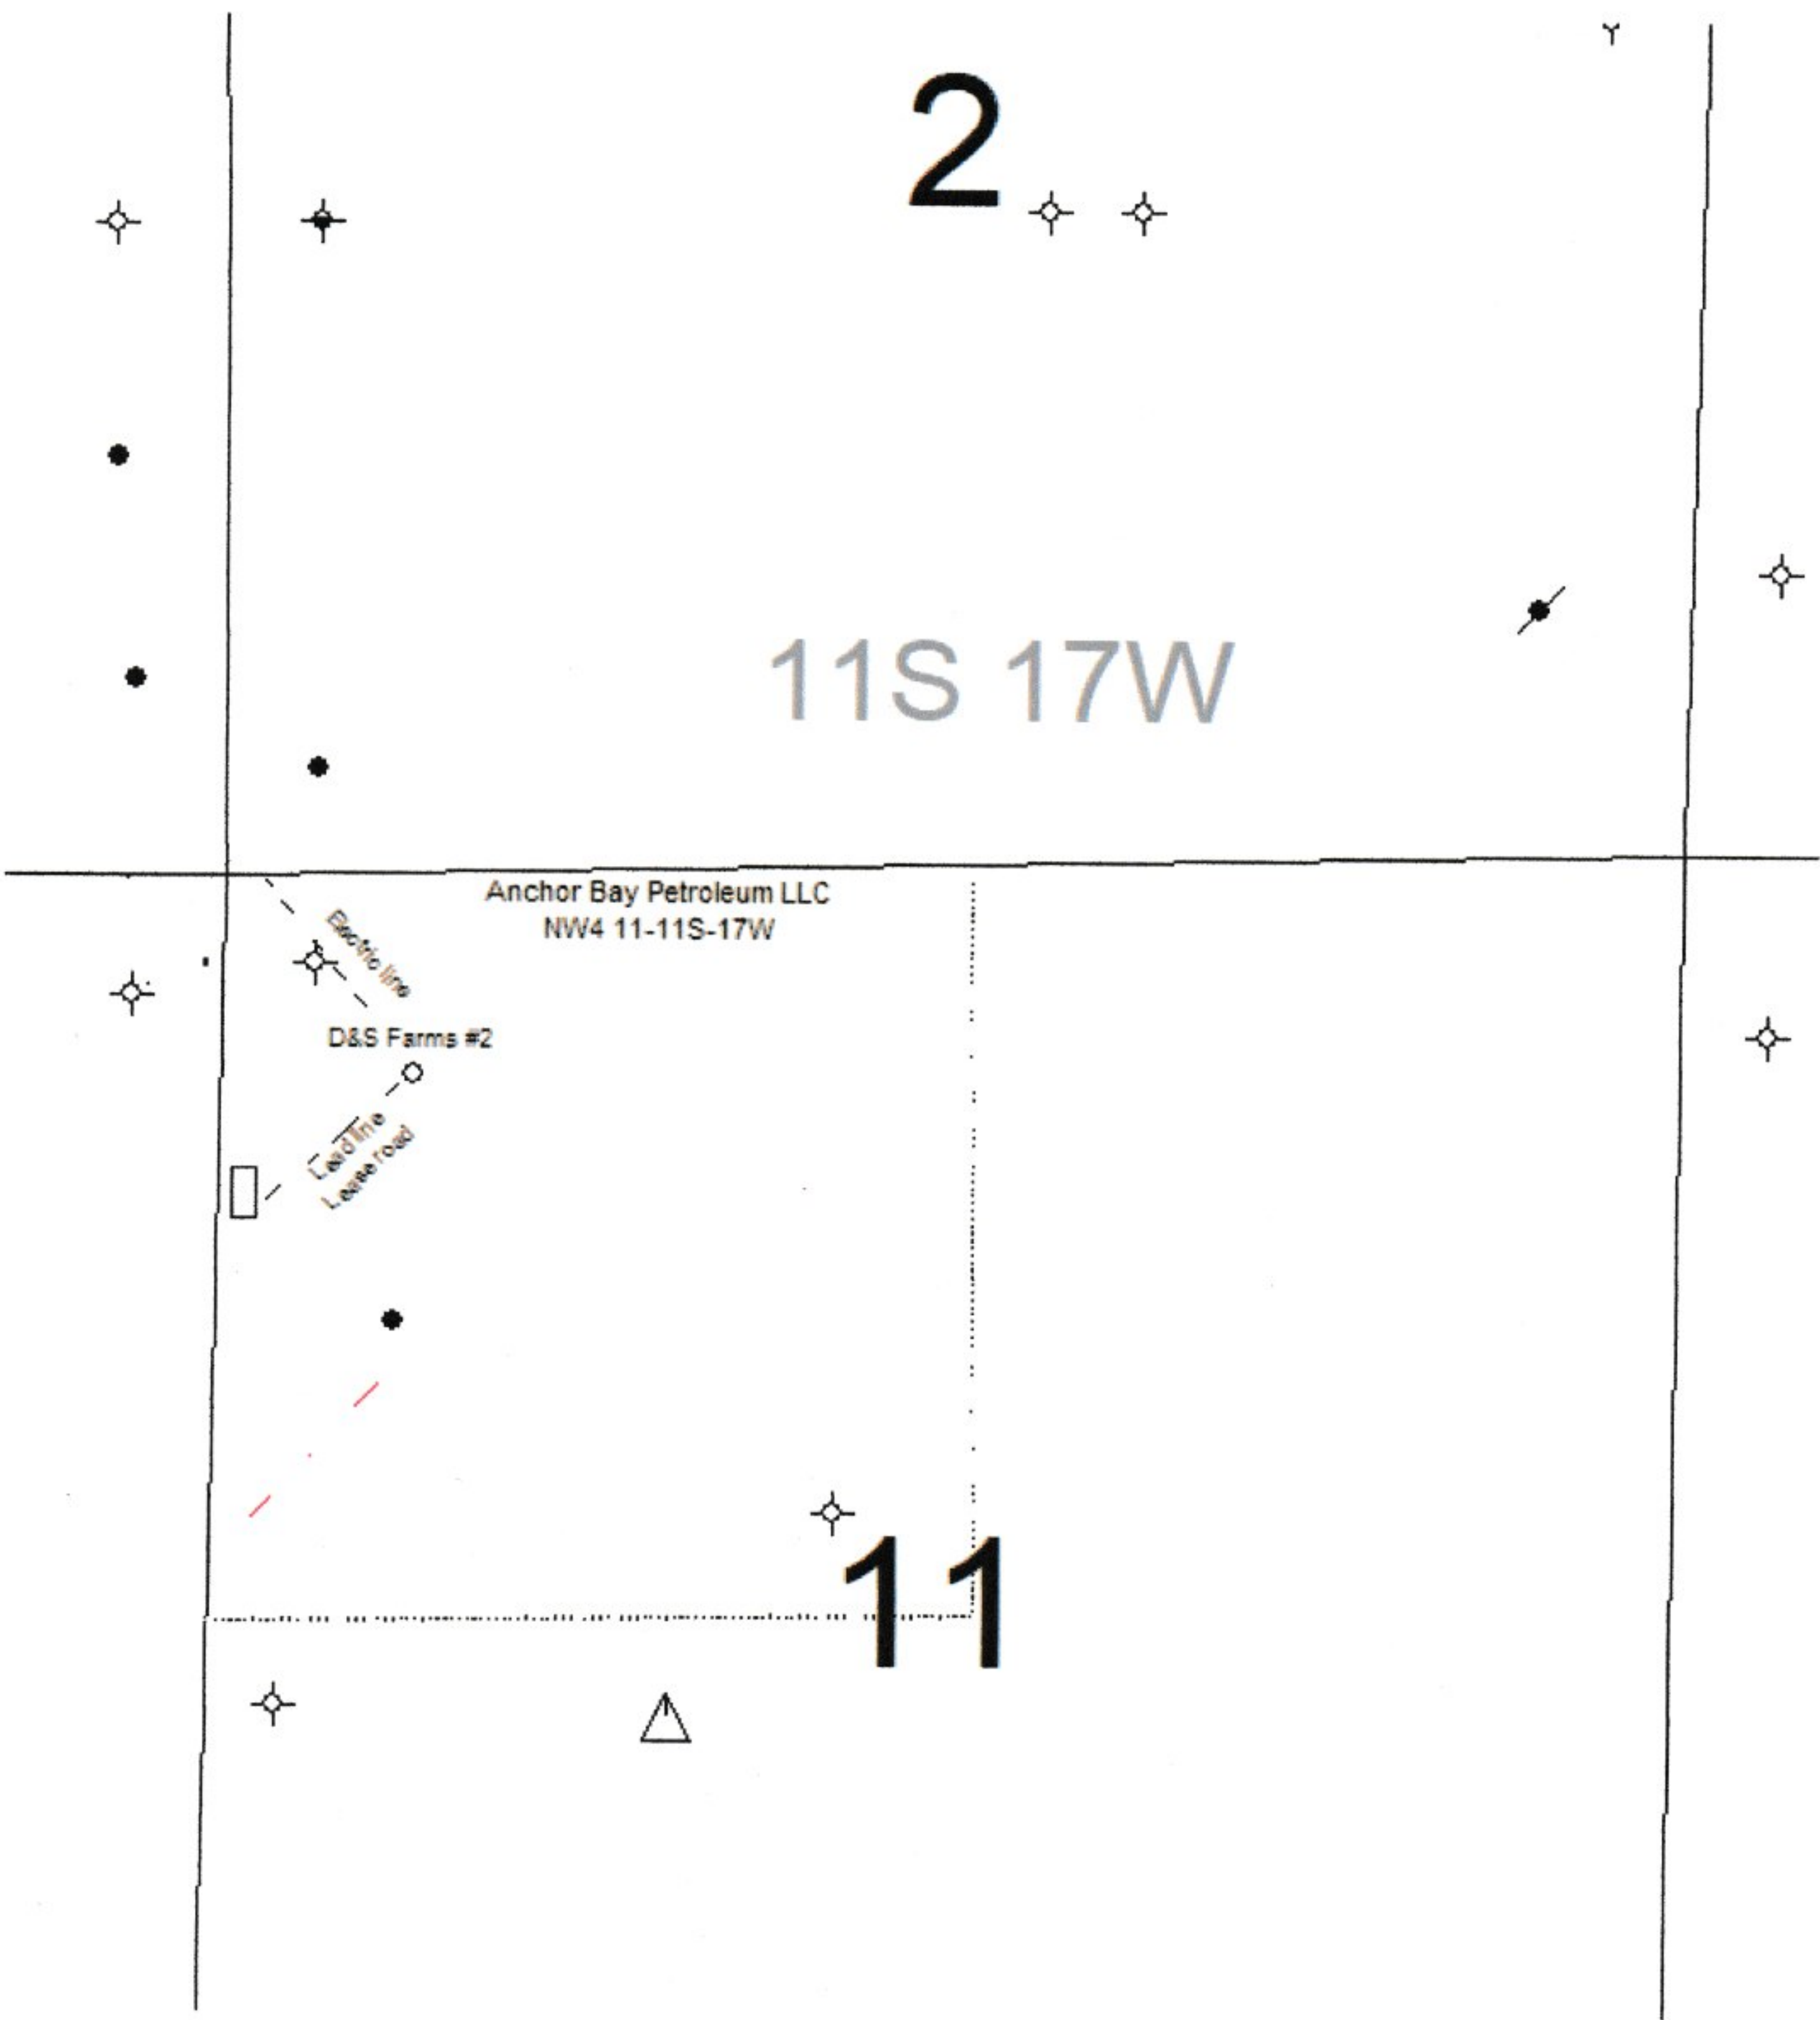 2
11S 17W
Anchor Bay Petroleum LLC
NW4 11-11S-17W
Electric line
D&S Farms #2
Lead line
Lease road
11